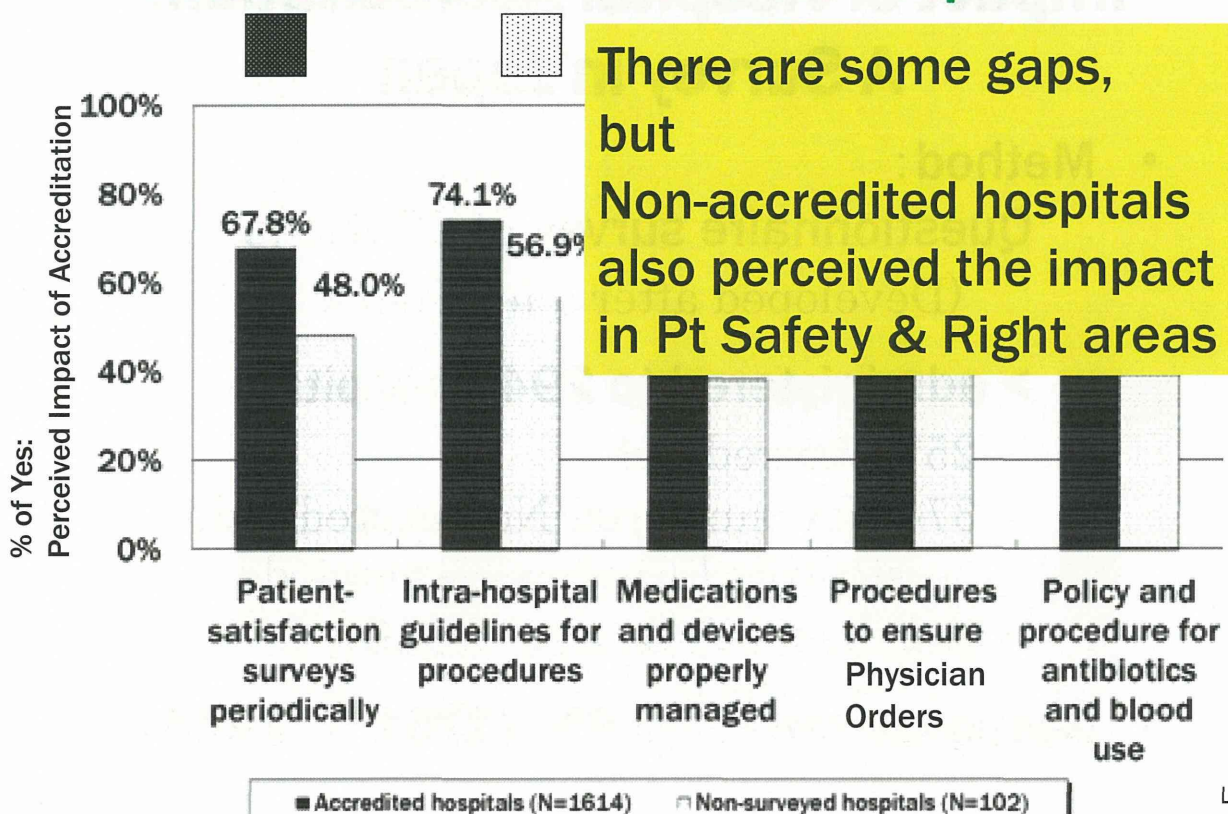 There are some gaps,
but
Non-accredited hospitals
also perceived the impact
in Pt Safety & Right areas
% of Yes:
Perceived Impact of Accreditation
100%
80%
60%
40%
20%
0%
67.8%
48.0%
74.1%
56.9%
Patient-
satisfaction
surveys
periodically
Intra-hospital
guidelines for
procedures
Medications
and devices
properly
managed
Procedures
to ensure
Physician
Orders
Policy and
procedure for
antibiotics
and blood
use
Accredited hospitals (N=1614)
Non-surveyed hospitals (N=102)